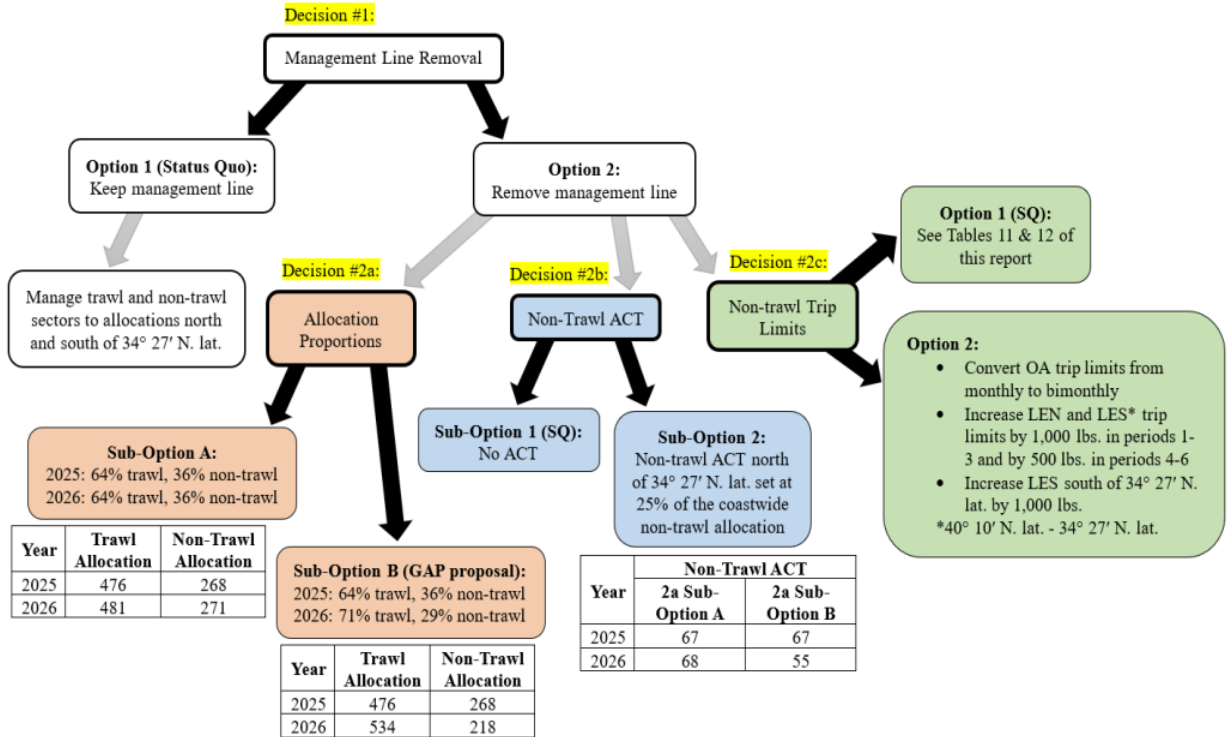 Decision #1:
Management Line Removal
Option 1 (Status Quo):
Keep management line
Option 2:
Remove management line
Option 1 (SQ):
See Tables 11 & 12 of
this report
Manage trawl and non-trawl
sectors to allocations north
and south of 34° 27′ N. lat.
Decision #2a:
Allocation
Proportions
Decision #2b:
Non-Trawl ACT
Decision #2c:
Non-trawl Trip
Limits
Option 2:
• Convert OA trip limits from
monthly to bimonthly
• Increase LEN and LES* trip
limits by 1,000 lbs. in periods 1-
3 and by 500 lbs. in periods 4-6
• Increase LES south of 34° 27′ N.
lat. by 1,000 lbs.
*40° 10′ N. lat. - 34° 27′ N. lat.
Sub-Option A:
2025: 64% trawl, 36% non-trawl
2026: 64% trawl, 36% non-trawl
Year Trawl Allocation Non-Trawl Allocation
2025 476 268
2026 481 271
Sub-Option B (GAP proposal):
2025: 64% trawl, 36% non-trawl
2026: 71% trawl, 29% non-trawl
Year Trawl Allocation Non-Trawl Allocation
2025 476 268
2026 534 218
Sub-Option 1 (SQ):
No ACT
Sub-Option 2:
Non-trawl ACT north
of 34° 27′ N. lat. set at
25% of the coastwide
non-trawl allocation
Non-Trawl ACT
Year 2a Sub-Option A 2a Sub-Option B
2025 67 67
2026 68 55